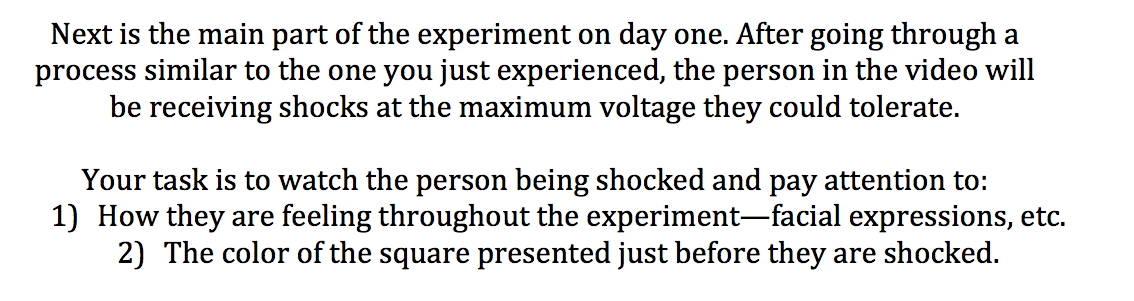 Next is the main part of the experiment on day one. After going through a
process similar to the one you just experienced, the person in the video will
be receiving shocks at the maximum voltage they could tolerate.
Your task is to watch the person being shocked and pay attention to:
1) How they are feeling throughout the experiment—facial expressions, etc.
2) The color of the square presented just before they are shocked.